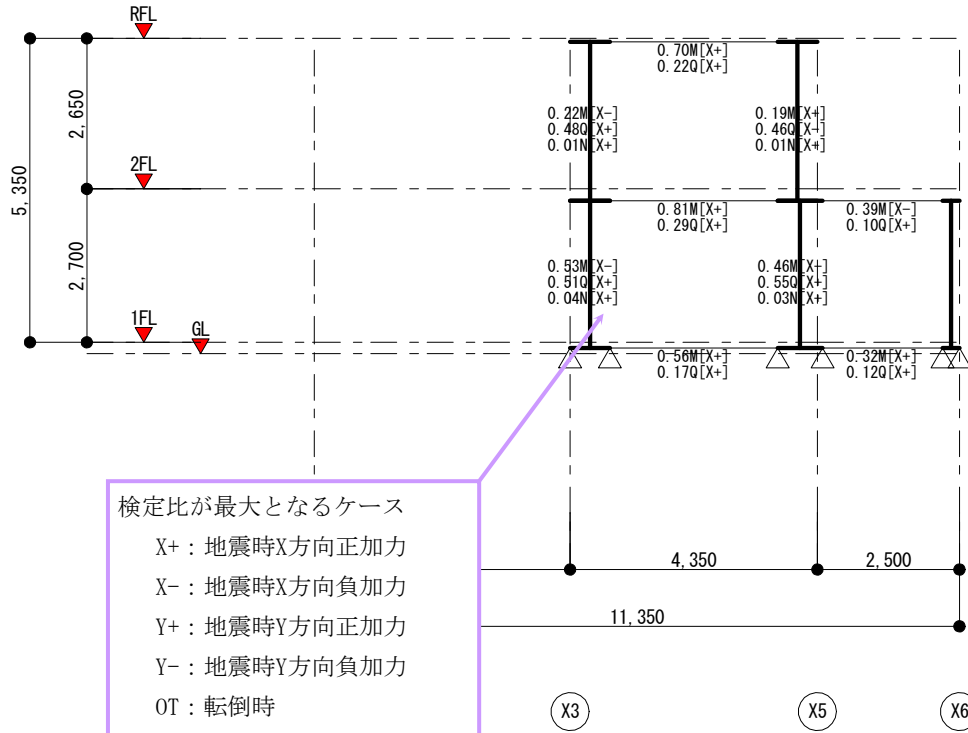 RFL
0.70M[X+]
0.22Q[X+]
2,650
0.22M[X-]
0.48Q[X+]
0.01N[X+]
0.19M[X+]
0.46Q[X-]
0.01N[X+]
5,350
2FL
0.81M[X+]
0.29Q[X+]
0.39M[X-]
0.10Q[X+]
2,700
0.53M[X-]
0.51Q[X+]
0.04N[X+]
0.46M[X+]
0.55Q[X+]
0.03N[X+]
1FL
GL
0.56M[X+]
0.17Q[X+]
0.32M[X+]
0.12Q[X+]
検定比が最大となるケース
X+：地震時X方向正加力
X-：地震時X方向負加力
Y+：地震時Y方向正加力
Y-：地震時Y方向負加力
OT：転倒時
4,350
2,500
11,350
X3
X5
X6